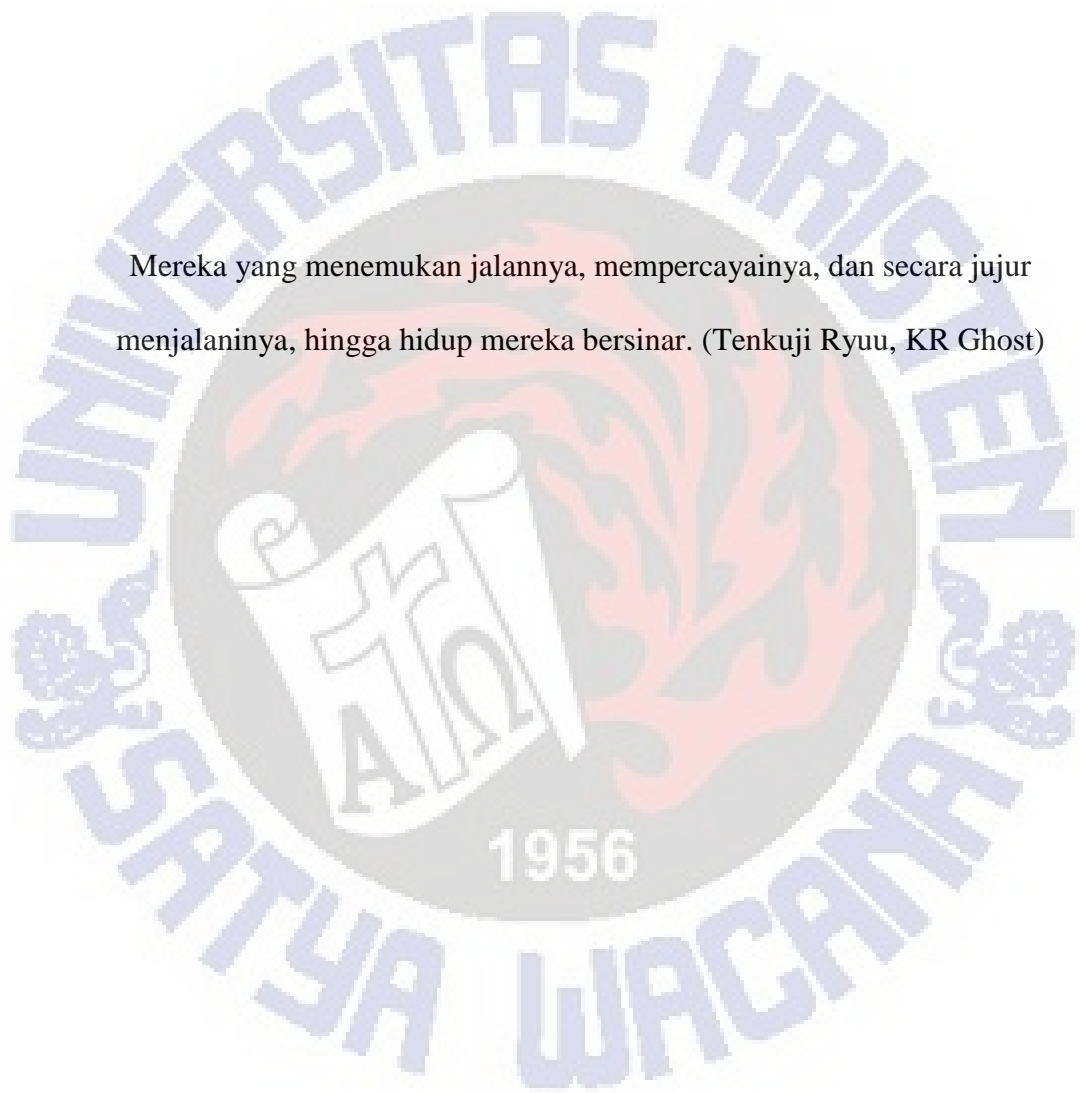 UNIVERSITAS KRISTEN
Mereka yang menemukan jalannya, mempercayainya, dan secara jujur
menjalaninya, hingga hidup mereka bersinar. (Tenkuji Ryuu, KR Ghost)
Α Ω
1956
SATYA WACANA